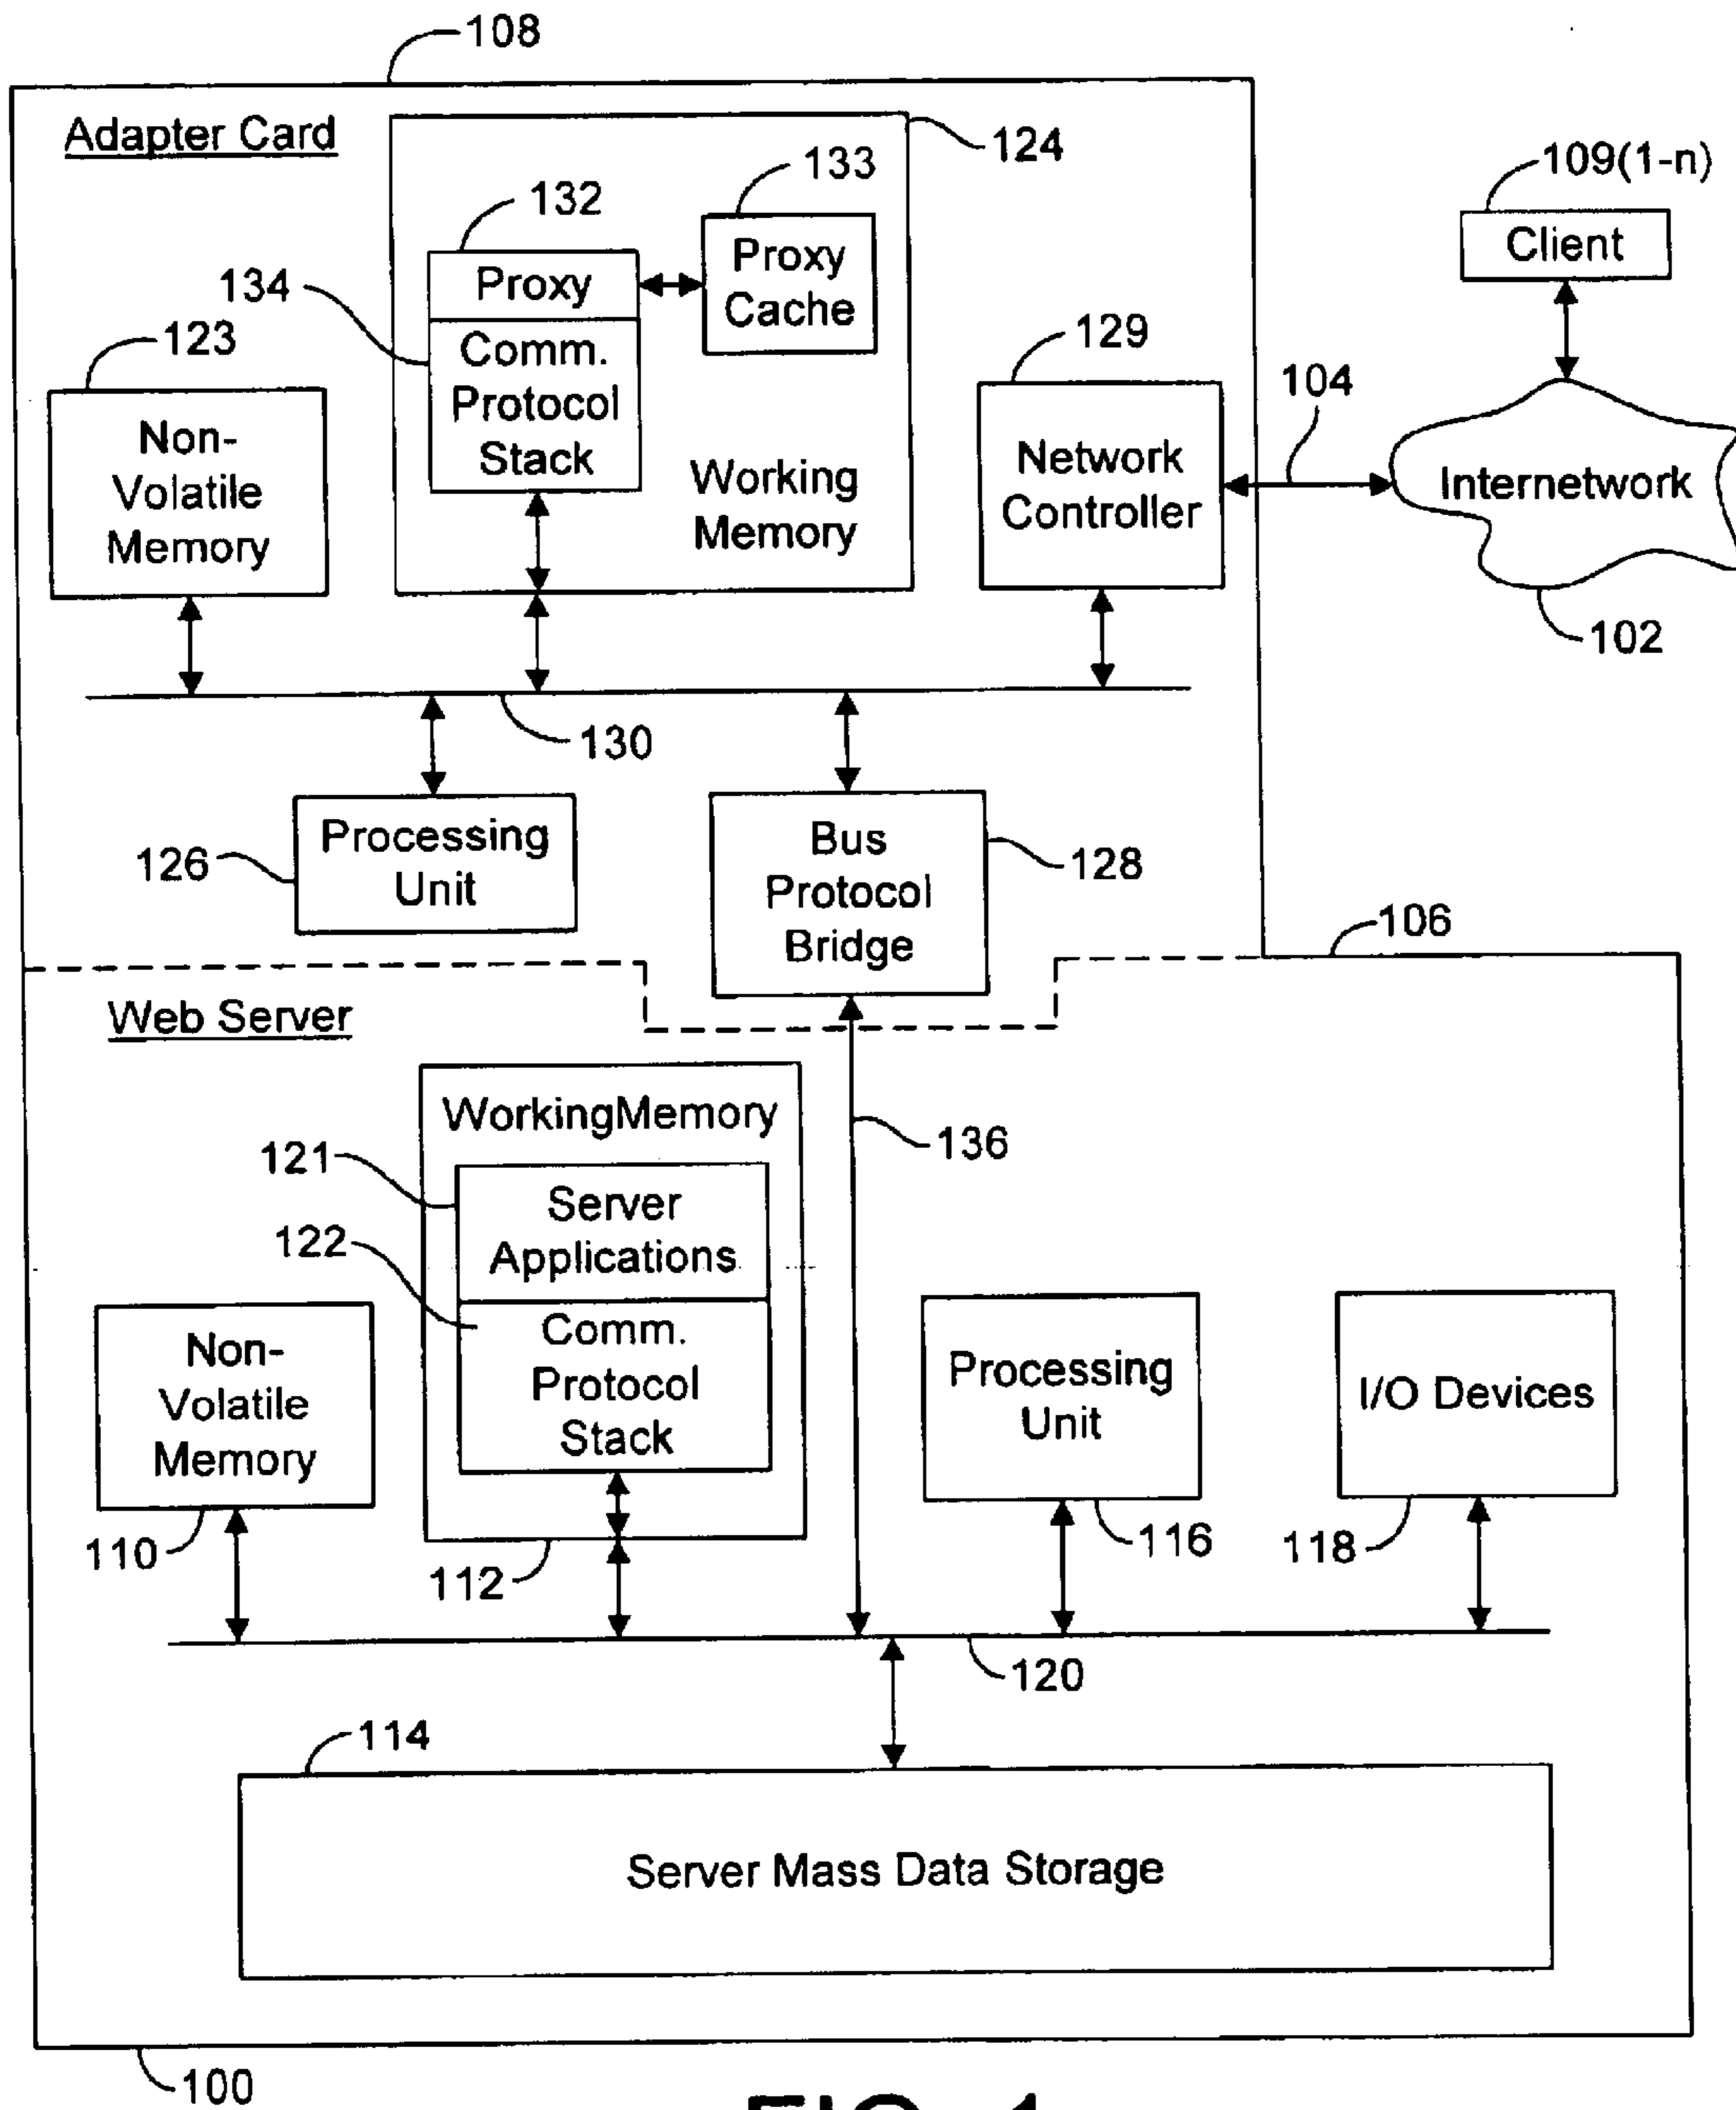 108
Adapter Card
124
133
109(1-n)
132
Client
Proxy
Cache
Proxy
134
123
129
Comm.
Protocol
Stack
104
Non-
Volatile
Memory
Working
Memory
Network
Controller
Internetwork
102
130
Processing
Unit
126
Bus
Protocol
Bridge
128
106
Web Server
WorkingMemory
136
121
Server
Applications
122
Comm.
Protocol
Stack
Non-
Volatile
Memory
Processing
Unit
I/O Devices
110
112
116
118
120
114
Server Mass Data Storage
100
FIG. 1